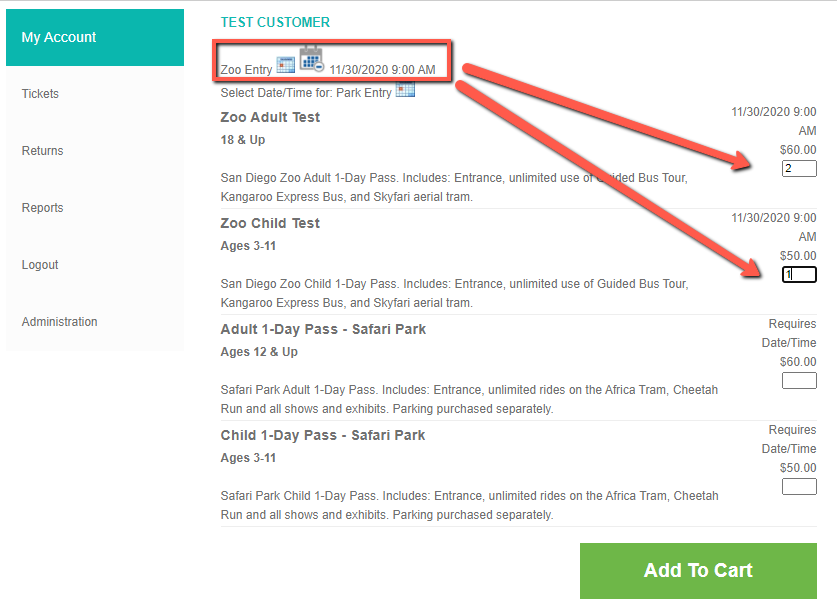 My Account
Tickets
Returns
Reports
Logout
Administration
TEST CUSTOMER
Zoo Entry 11/30/2020 9:00 AM
Select Date/Time for: Park Entry
Zoo Adult Test
18 & Up
11/30/2020 9:00
AM
$60.00
2
San Diego Zoo Adult 1-Day Pass. Includes: Entrance, unlimited use of Guided Bus Tour,
Kangaroo Express Bus, and Skyfari aerial tram.
Zoo Child Test
Ages 3-11
11/30/2020 9:00
AM
$50.00
1
San Diego Zoo Child 1-Day Pass. Includes: Entrance, unlimited use of Guided Bus Tour,
Kangaroo Express Bus, and Skyfari aerial tram.
Adult 1-Day Pass - Safari Park
Ages 12 & Up
Requires
Date/Time
$60.00
Safari Park Adult 1-Day Pass. Includes: Entrance, unlimited rides on the Africa Tram, Cheetah
Run and all shows and exhibits. Parking purchased separately.
Child 1-Day Pass - Safari Park
Ages 3-11
Requires
Date/Time
$50.00
Safari Park Child 1-Day Pass. Includes: Entrance, unlimited rides on the Africa Tram, Cheetah
Run and all shows and exhibits. Parking purchased separately.
Add To Cart